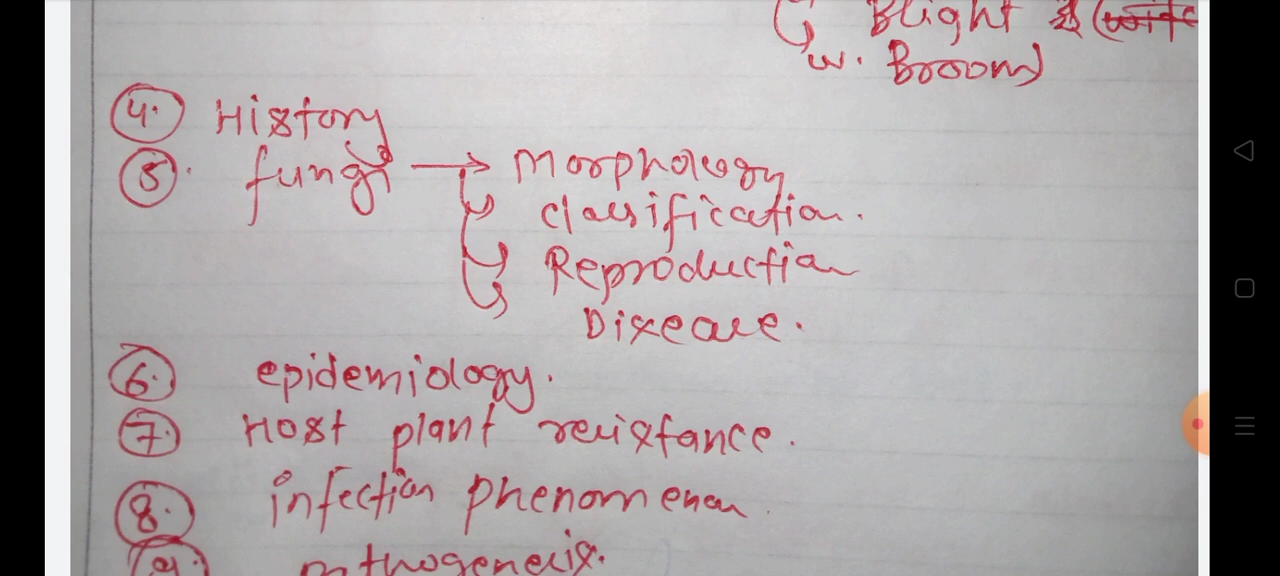 Blight
w. Broom)
4. History
5. fungi → Morphology
classification.
Reproduction
Disease.
6. epidemiology.
7. Host plant resistance.
8. infection phenomenon.
9. pathogenesis.